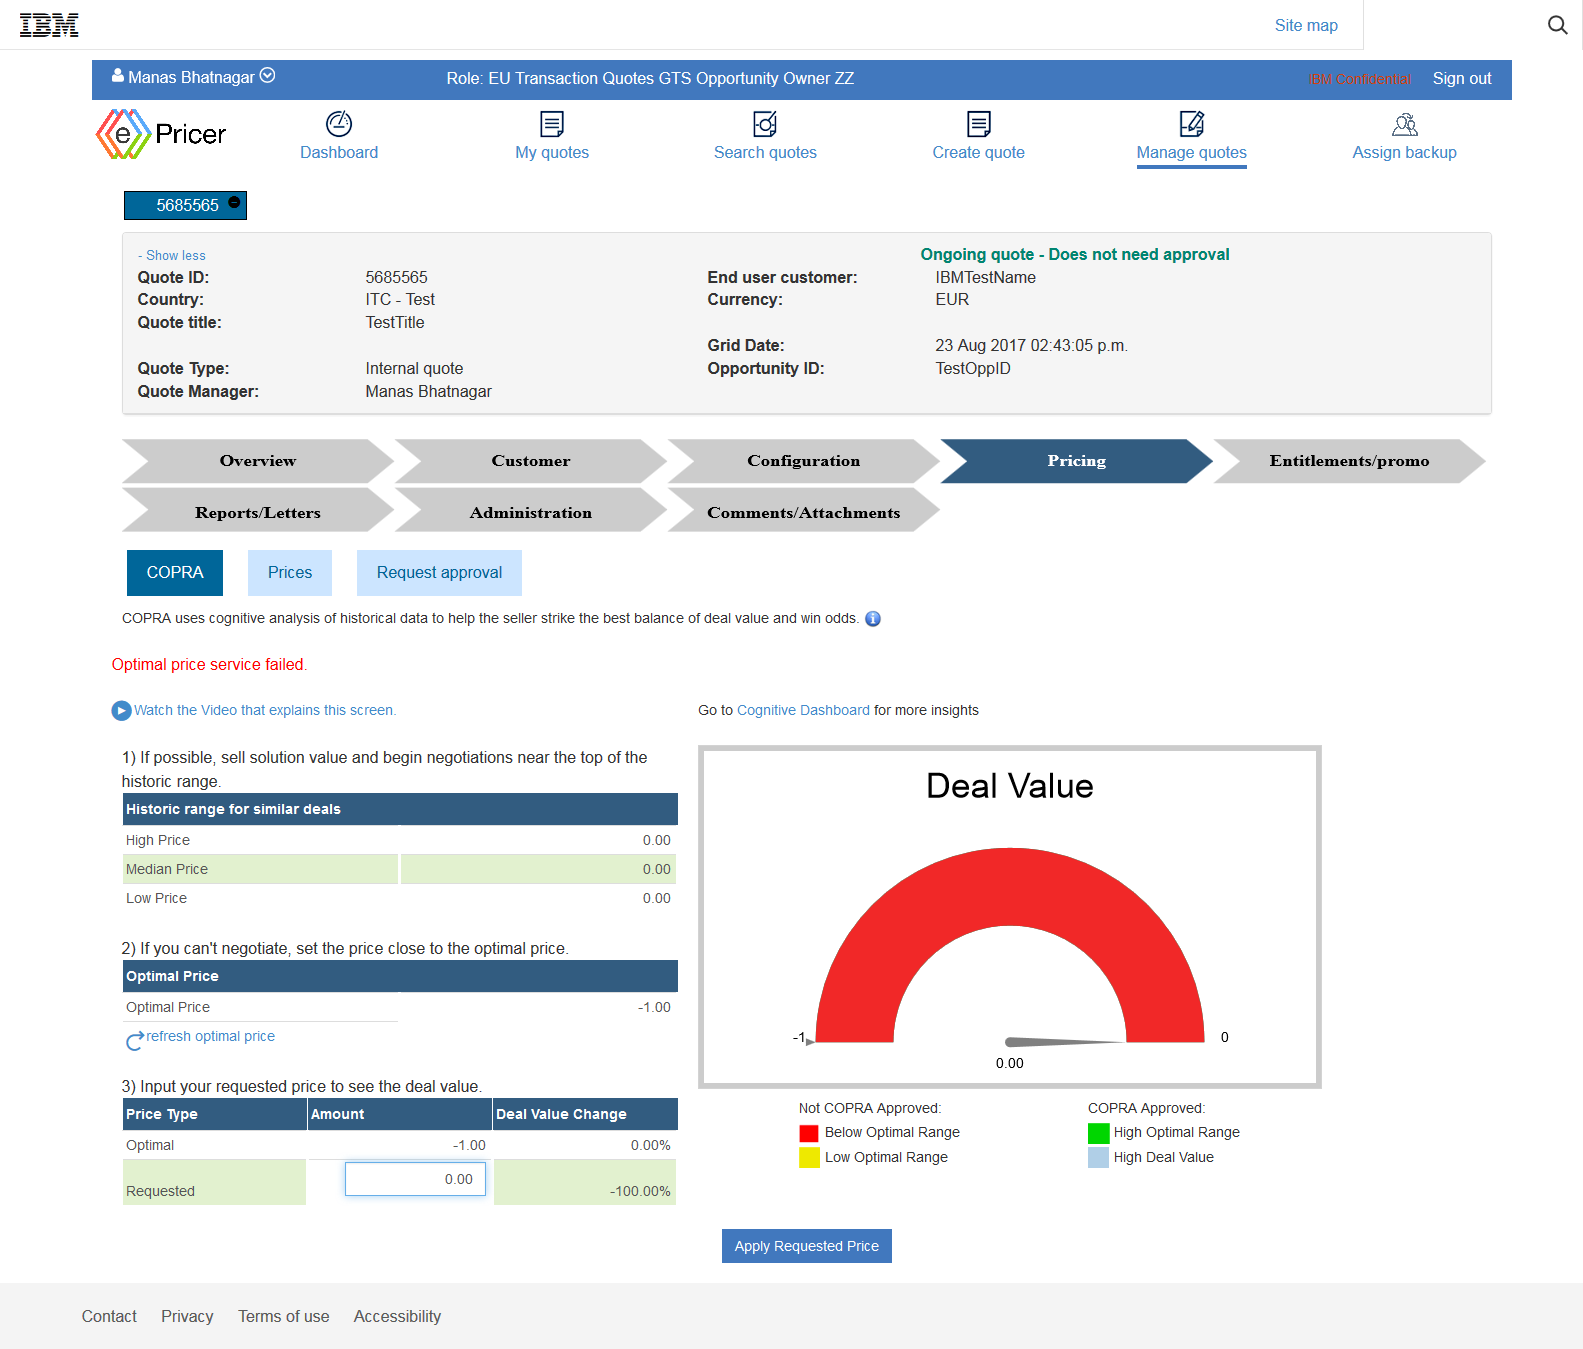 IBM
Site map
Manas Bhatnagar
Role: EU Transaction Quotes GTS Opportunity Owner ZZ
IBM Confidential
Sign out
e Pricer
Dashboard
My quotes
Search quotes
Create quote
Manage quotes
Assign backup
5685565
- Show less
Ongoing quote - Does not need approval
Quote ID: 5685565
End user customer: IBMTestName
Country: ITC - Test
Currency: EUR
Quote title: TestTitle
Grid Date: 23 Aug 2017 02:43:05 p.m.
Quote Type: Internal quote
Opportunity ID: TestOppID
Quote Manager: Manas Bhatnagar
Overview
Customer
Configuration
Pricing
Entitlements/promo
Reports/Letters
Administration
Comments/Attachments
COPRA
Prices
Request approval
COPRA uses cognitive analysis of historical data to help the seller strike the best balance of deal value and win odds. i
Optimal price service failed.
Watch the Video that explains this screen.
Go to Cognitive Dashboard for more insights
1) If possible, sell solution value and begin negotiations near the top of the
historic range.
Historic range for similar deals
High Price 0.00
Median Price 0.00
Low Price 0.00
2) If you can't negotiate, set the price close to the optimal price.
Optimal Price
Optimal Price -1.00
refresh optimal price
3) Input your requested price to see the deal value.
Price Type Amount Deal Value Change
Optimal -1.00 0.00%
Requested 0.00 -100.00%
Deal Value
-1
0
0.00
Not COPRA Approved:
Below Optimal Range
Low Optimal Range
COPRA Approved:
High Optimal Range
High Deal Value
Apply Requested Price
Contact
Privacy
Terms of use
Accessibility